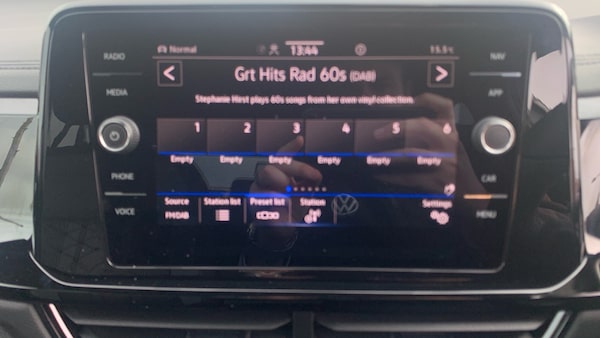 RADIO
Normal 13:44 15.5°C
NAV
< Grt Hits Rad 60s (DAB) >
MEDIA
APP
Stephanie Hirst plays 60s songs from her own vinyl collection.
1 2 3 4 5 6
Empty Empty Empty Empty Empty Empty
PHONE
CAR
Source Station list Preset list Station Settings
FM/DAB
VOICE
MENU